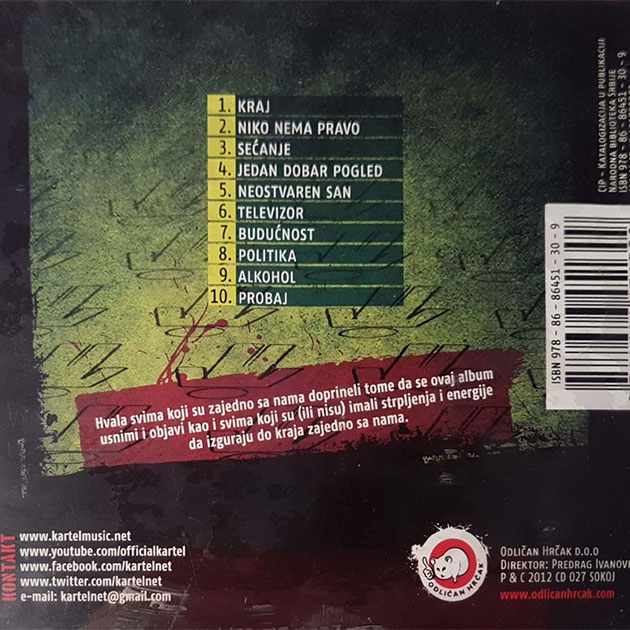 1. KRAJ
2. NIKO NEMA PRAVO
3. SEĆANJE
4. JEDAN DOBAR POGLED
5. NEOSTVAREN SAN
6. TELEVIZOR
7. BUDUĆNOST
8. POLITIKA
9. ALKOHOL
10. PROBAJ
Hvala svima koji su zajedno sa nama doprineli tome da se ovaj album
usnimi i objavi kao i svima koji su (ili nisu) imali strpljenja i energije
da izguraju do kraja zajedno sa nama.
KONTAKT
www.kartelmusic.net
www.youtube.com/officialkartel
www.facebook.com/kartelnet
www.twitter.com/kartelnet
e-mail: kartelnet@gmail.com
ODLIČAN HRČAK
ODLIČAN HRČAK D.O.O
DIREKTOR: PREDRAG IVANOVI
P & C 2012 CD 027 SOKOJ
www.odlicanhrcak.com
CIP - KATALOGIZACIJA U PUBLIKACIJI
NARODNA BIBLIOTEKA SRBIJE
ISBN 978 - 86 - 86451 - 30 - 9
ISBN 978 - 86 - 86451 - 30 - 9